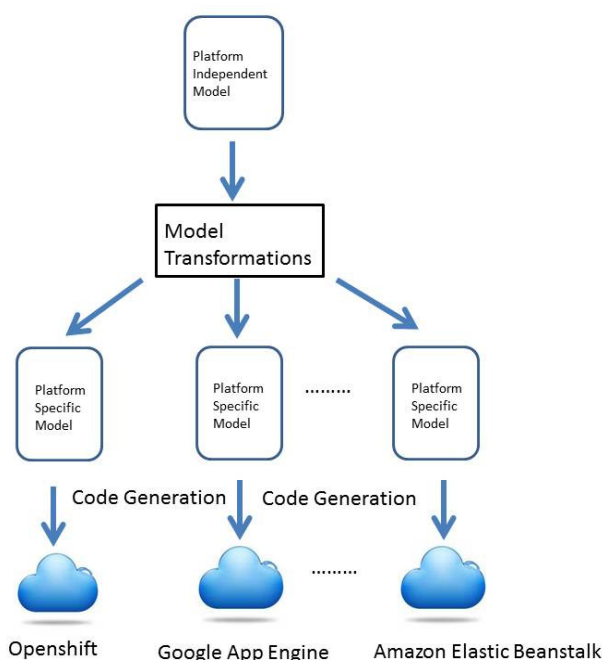 Platform
Independent
Model
Model
Transformations
Platform
Specific
Model
Platform
Specific
Model
.........
Platform
Specific
Model
Code Generation
Code Generation
.........
Openshift
Google App Engine
Amazon Elastic Beanstalk